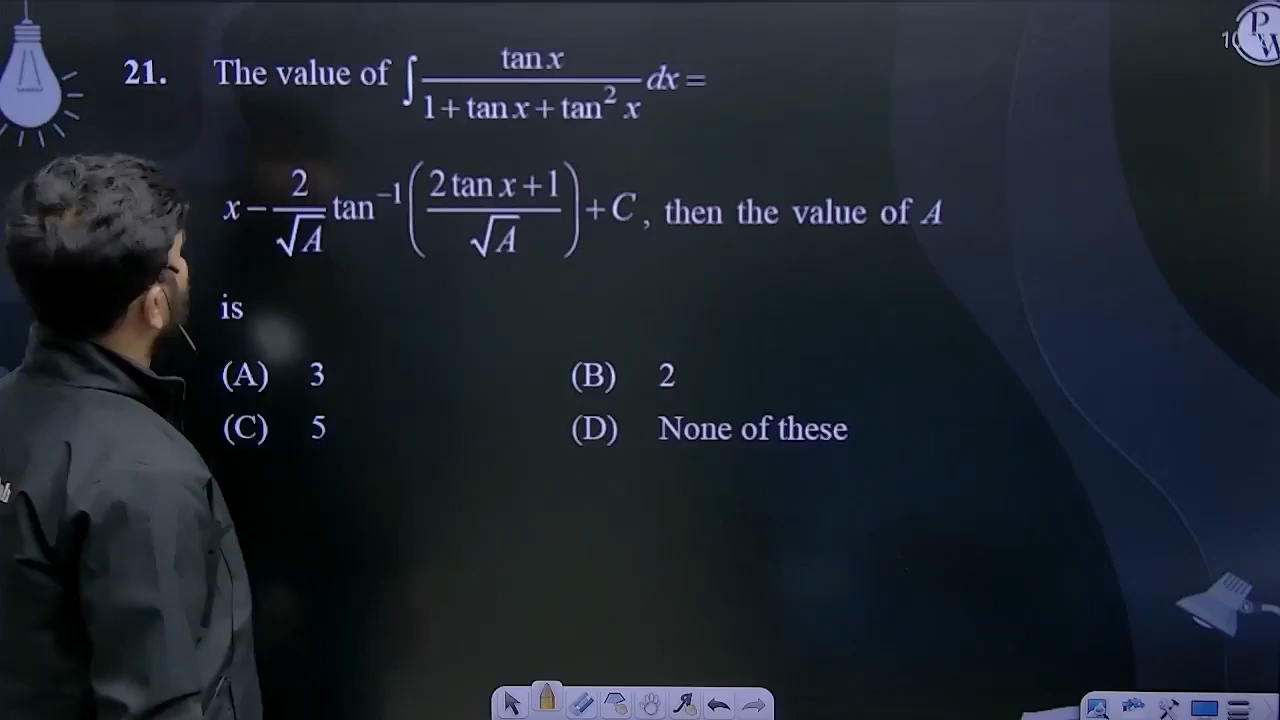 21. The value of ∫ tan x / (1 + tan x + tan² x) dx =
x − 2/√A tan⁻¹((2 tan x + 1)/√A) + C, then the value of A
is
(A) 3 (B) 2
(C) 5 (D) None of these
PW